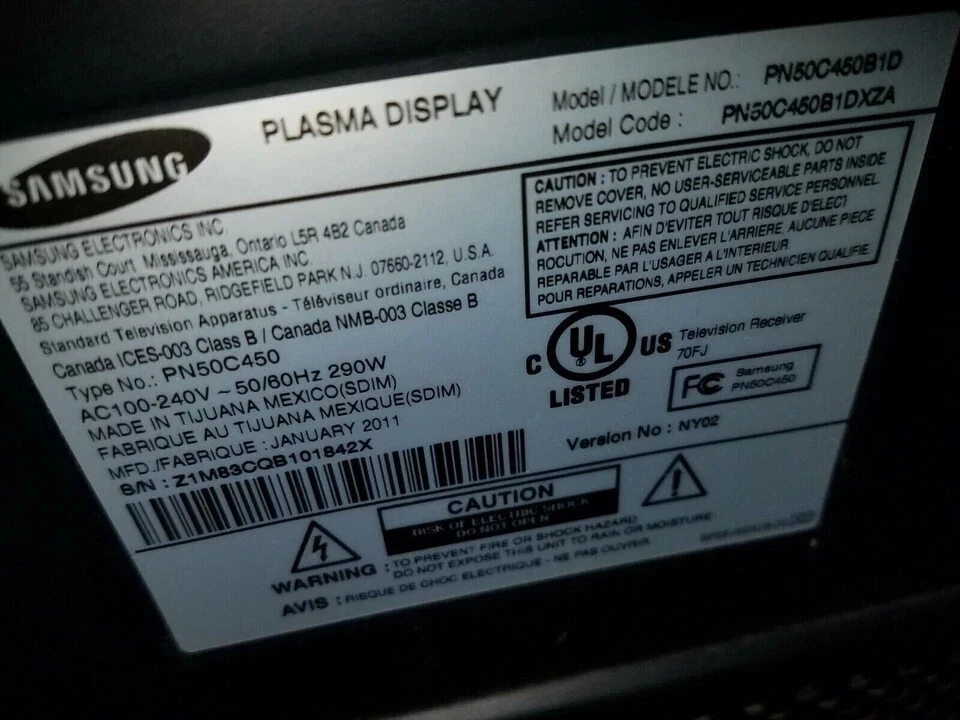 SAMSUNG
PLASMA DISPLAY
Model / MODELE NO.: PN50C450B1D
Model Code : PN50C450B1DXZA
SAMSUNG ELECTRONICS INC.
55 Standish Court Mississauga, Ontario L5R 4B2 Canada
SAMSUNG ELECTRONICS AMERICA INC.
85 CHALLENGER ROAD, RIDGEFIELD PARK N.J. 07660-2112, U.S.A.
Standard Television Apparatus - Téléviseur ordinaire, Canada
Canada ICES-003 Class B / Canada NMB-003 Classe B
Type No.: PN50C450
AC100-240V ~ 50/60Hz 290W
MADE IN TIJUANA MEXICO(SDIM)
FABRIQUE AU TIJUANA MEXIQUE(SDIM)
MFD./FABRIQUE : JANUARY 2011
S/N : Z1M83CQB101842X
CAUTION : TO PREVENT ELECTRIC SHOCK, DO NOT
REMOVE COVER, NO USER-SERVICEABLE PARTS INSIDE.
REFER SERVICING TO QUALIFIED SERVICE PERSONNEL.
ATTENTION : AFIN D'EVITER TOUT RISQUE D'ELECT
ROCUTION, NE PAS ENLEVER L'ARRIERE, AUCUNE PIECE
REPARABLE PAR L'USAGER A L'INTERIEUR.
POUR REPARATIONS, APPELER UN TECHNICIEN QUALIFIE.
C UL US
LISTED
Television Receiver
70FJ
FC Samsung
PN50C450
Version No : NY02
CAUTION
RISK OF ELECTRIC SHOCK
DO NOT OPEN
WARNING : TO PREVENT FIRE OR SHOCK HAZARD
DO NOT EXPOSE THIS UNIT TO RAIN OR MOISTURE
AVIS : RISQUE DE CHOC ELECTRIQUE - NE PAS OUVRIR